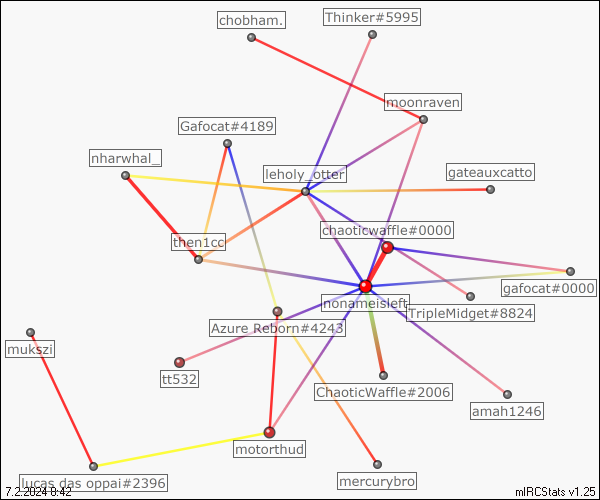 Thinker#5995
chobham.
moonraven
Gafocat#4189
nharwhal_
leholy_otter
gateauxcatto
chaoticwaffle#0000
then1cc
gafocat#0000
nonameisleft
TripleMidget#8824
Azure Reborn#4243
mukszi
tt532
ChaoticWaffle#2006
amah1246
motorthud
mercurybro
lucas das oppai#2396
7.2.2024 8:42
mIRCStats v1.25